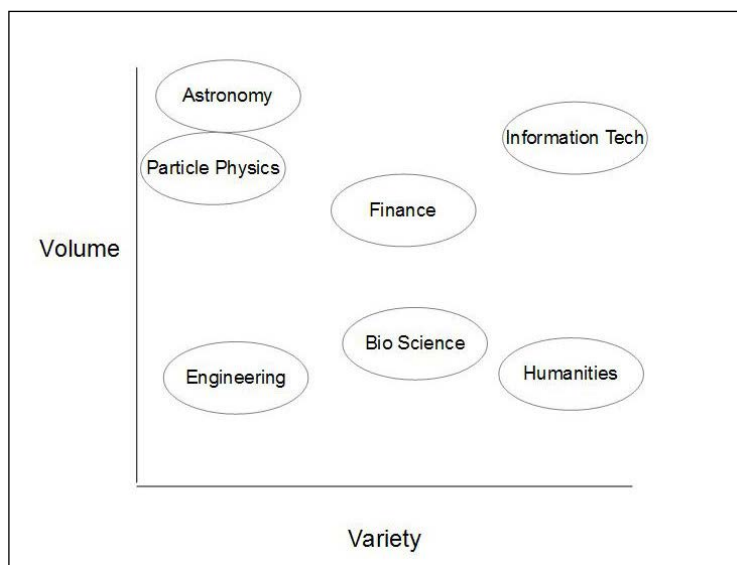 Astronomy
Information Tech
Particle Physics
Finance
Volume
Bio Science
Engineering
Humanities
Variety